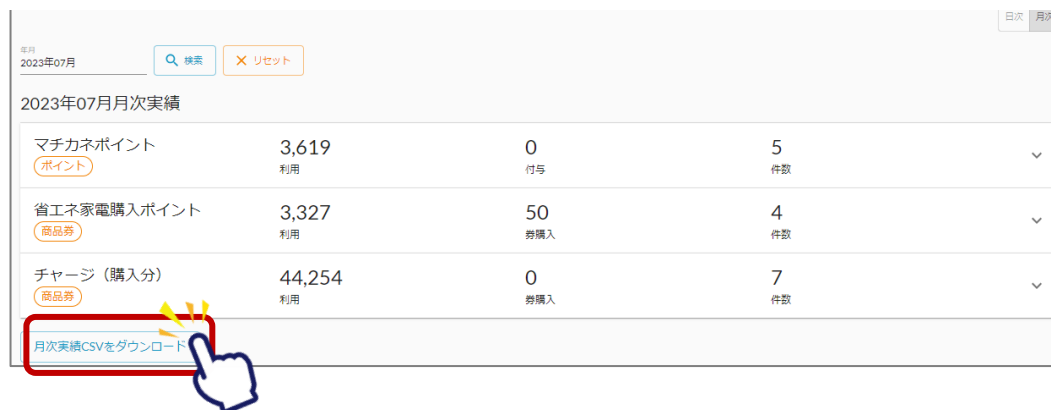 日次 月次
年月
2023年07月 検索 リセット
2023年07月月次実績
マチカネポイント 3,619 0 5
ポイント 利用 付与 件数
省エネ家電購入ポイント 3,327 50 4
商品券 利用 券購入 件数
チャージ（購入分） 44,254 0 7
商品券 利用 券購入 件数
月次実績CSVをダウンロード